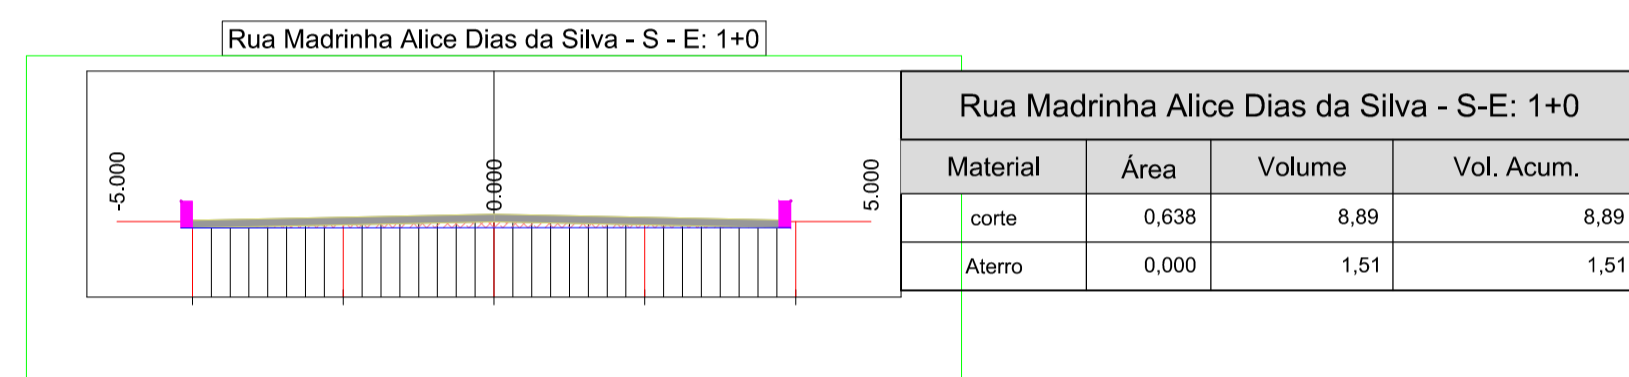 Rua Madrinha Alice Dias da Silva - S - E: 1+0
-5.000
0.000
5.000
Rua Madrinha Alice Dias da Silva - S-E: 1+0
Material Área Volume Vol. Acum.
corte 0,638 8,89 8,89
Aterro 0,000 1,51 1,51